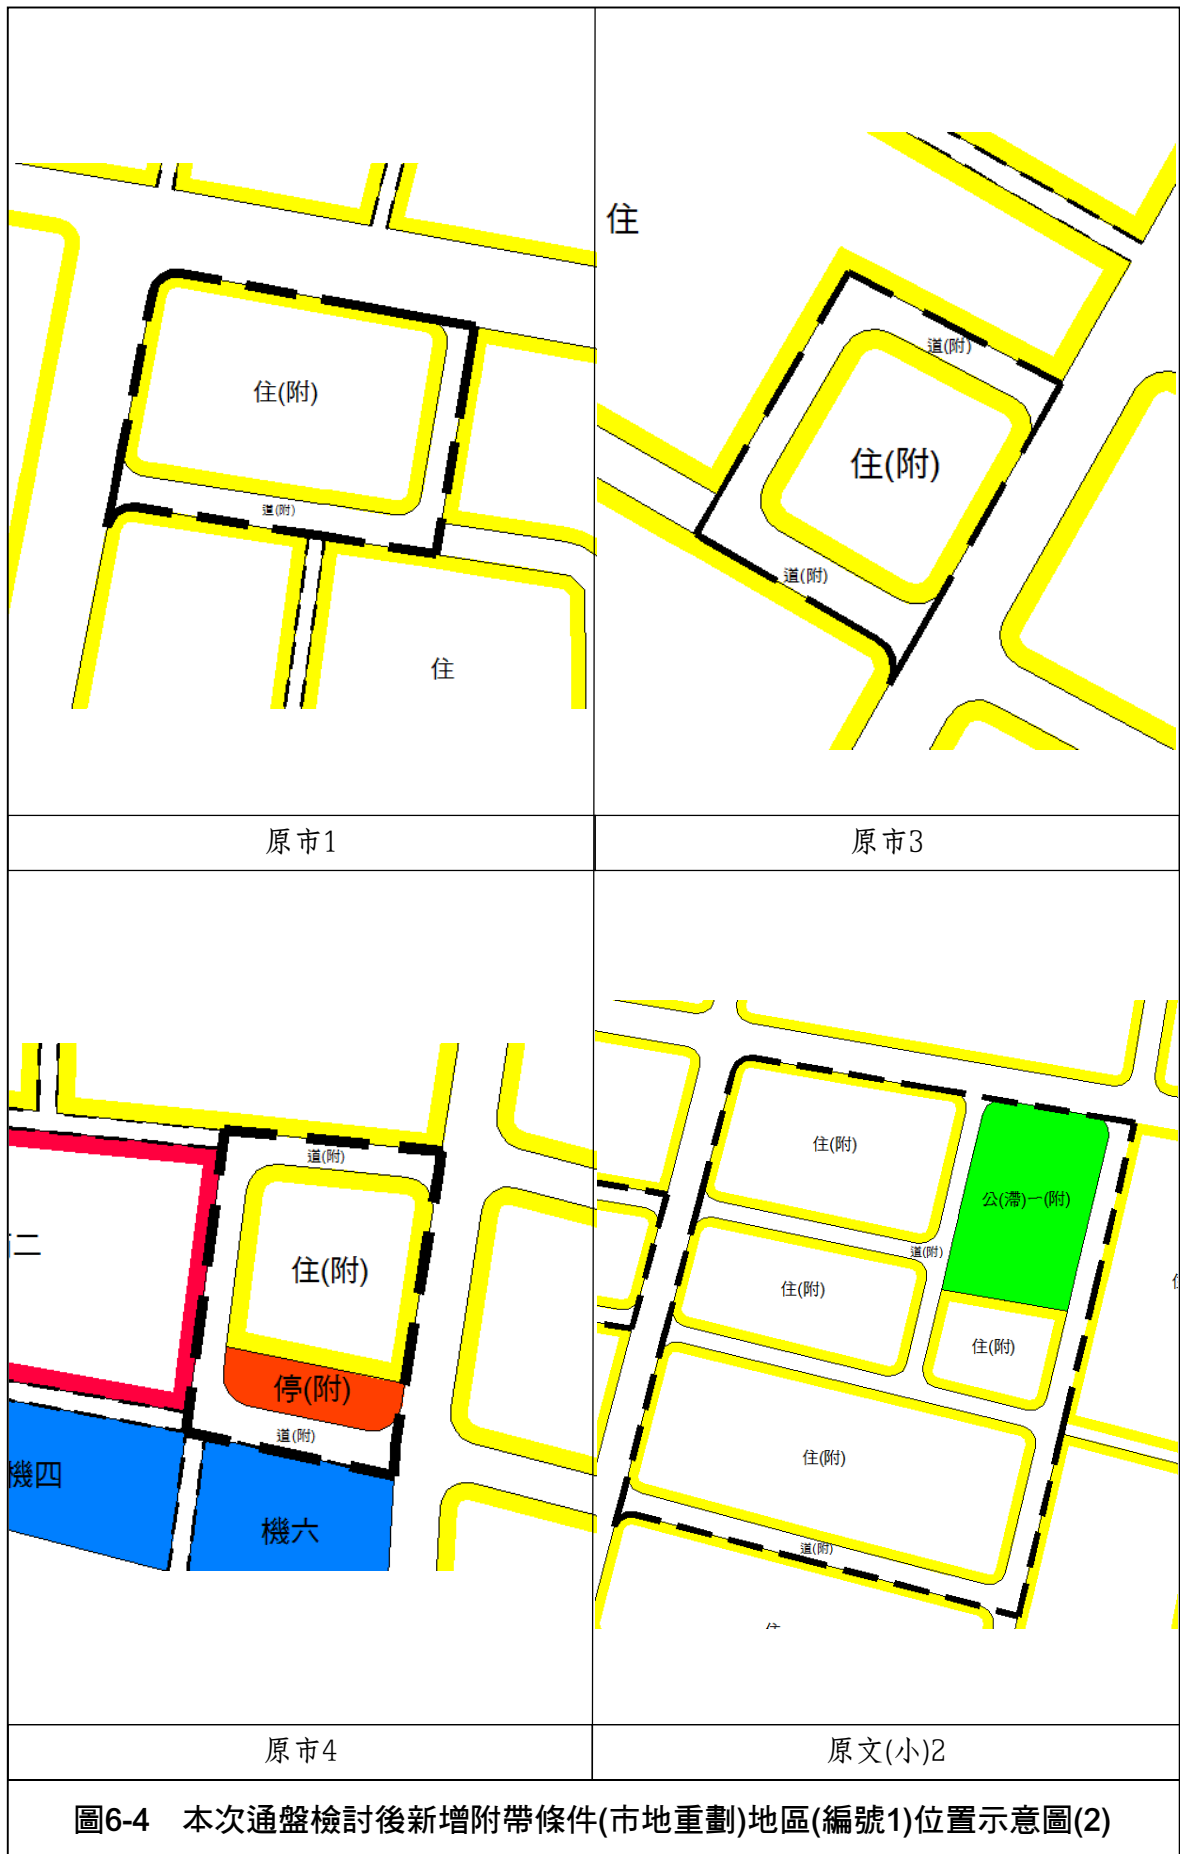 住(附)
道(附)
住
原市1
住
道(附)
住(附)
道(附)
原市3
道(附)
二
住(附)
停(附)
道(附)
機四
機六
原市4
住(附)
公(滯)一(附)
道(附)
住(附)
住(附)
住(附)
道(附)
原文(小)2
圖6-4 本次通盤檢討後新增附帶條件(市地重劃)地區(編號1)位置示意圖(2)